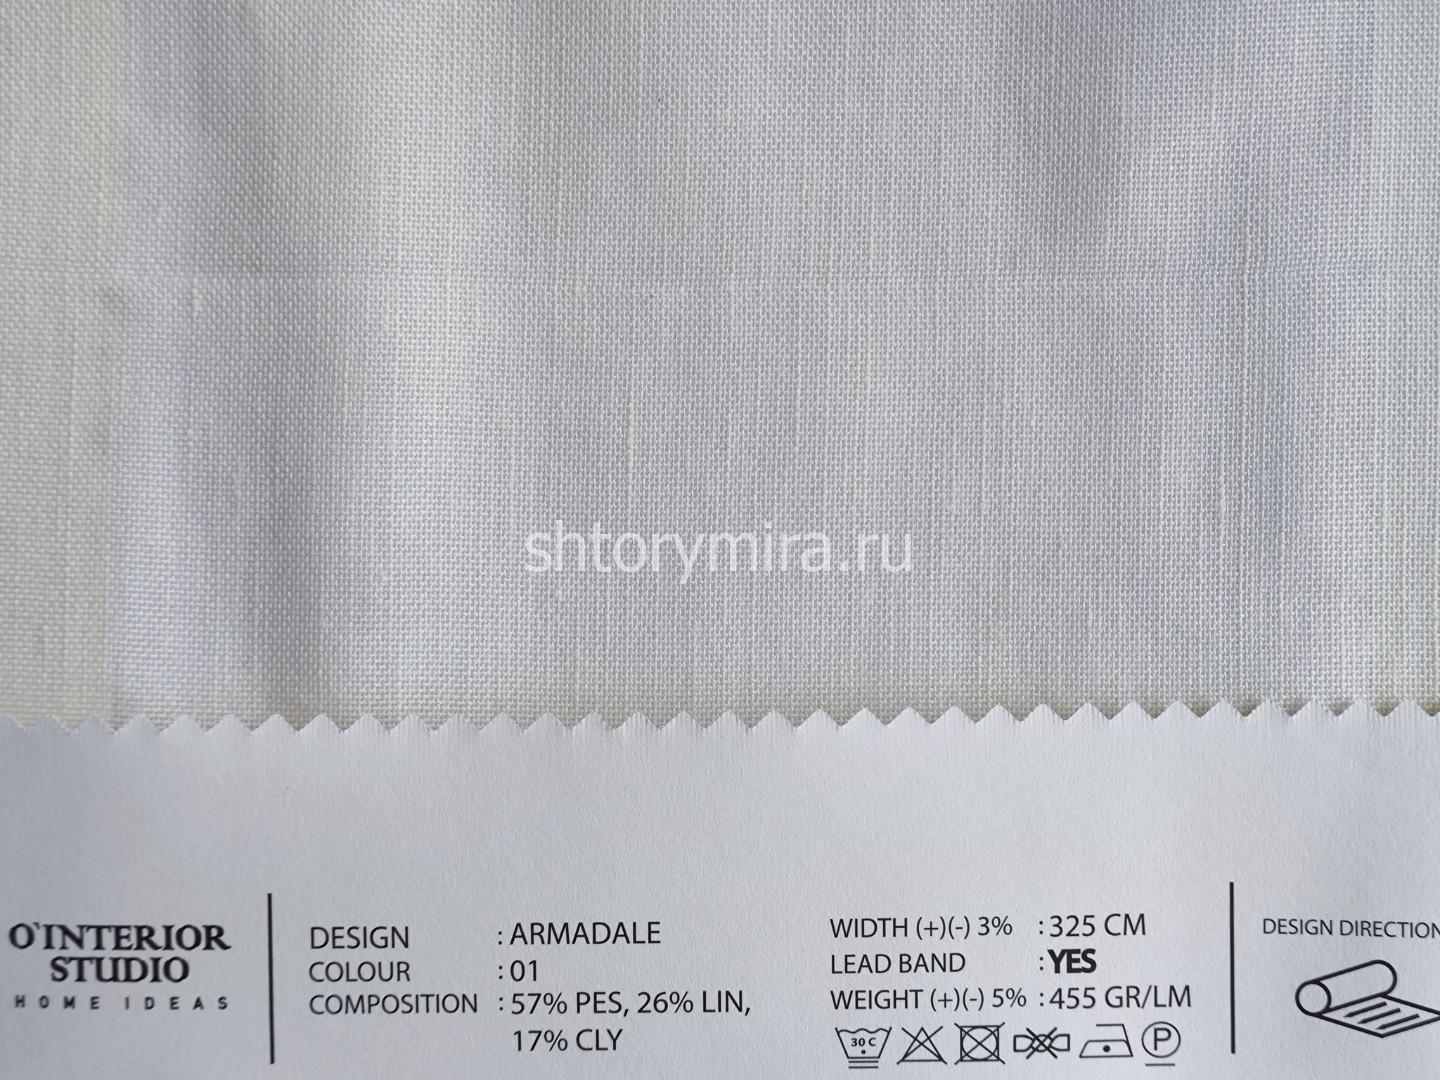 shtorymira.ru
O'INTERIOR
STUDIO
HOME IDEAS
DESIGN : ARMADALE
COLOUR : 01
COMPOSITION : 57% PES, 26% LIN,
17% CLY
WIDTH (+)(-) 3% : 325 CM
LEAD BAND : YES
WEIGHT (+)(-) 5% : 455 GR/LM
30 C
P
DESIGN DIRECTION